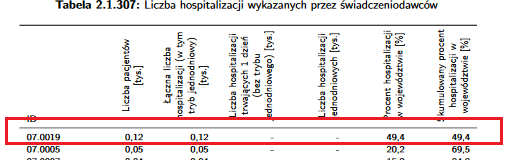 Tabela 2.1.307: Liczba hospitalizacji wykazanych przez świadczeniodawców
ID
Liczba pacjentów
[tys.]
Łączna liczba
hospitalizacji (w tym
tryb jednodniowy)
[tys.]
Liczba hospitalizacji
trwających 1 dzień
(bez trybu
jednodniowego) [tys.]
Liczba hospitalizacji
jednodniowych [tys.]
Procent hospitalizacji
w województwie [%]
Skumulowany procent
hospitalizacji w
województwie [%]
07.0019 0,12 0,12 - - 49,4 49,4
07.0005 0,05 0,05 - - 20,2 69,5